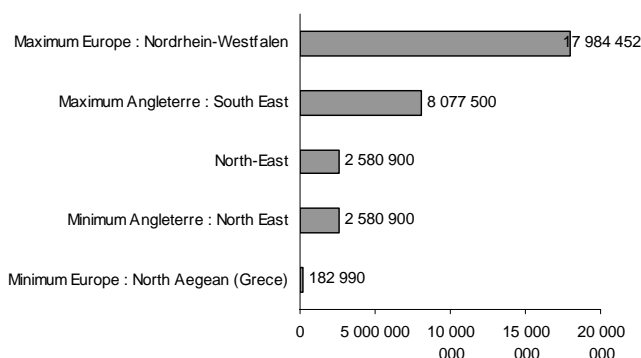 Maximum Europe : Nordrhein-Westfalen
17 984 452
Maximum Angleterre : South East
8 077 500
North-East
2 580 900
Minimum Angleterre : North East
2 580 900
Minimum Europe : North Aegean (Grece)
182 990
0
5 000 000
10 000
000
15 000
000
20 000
000